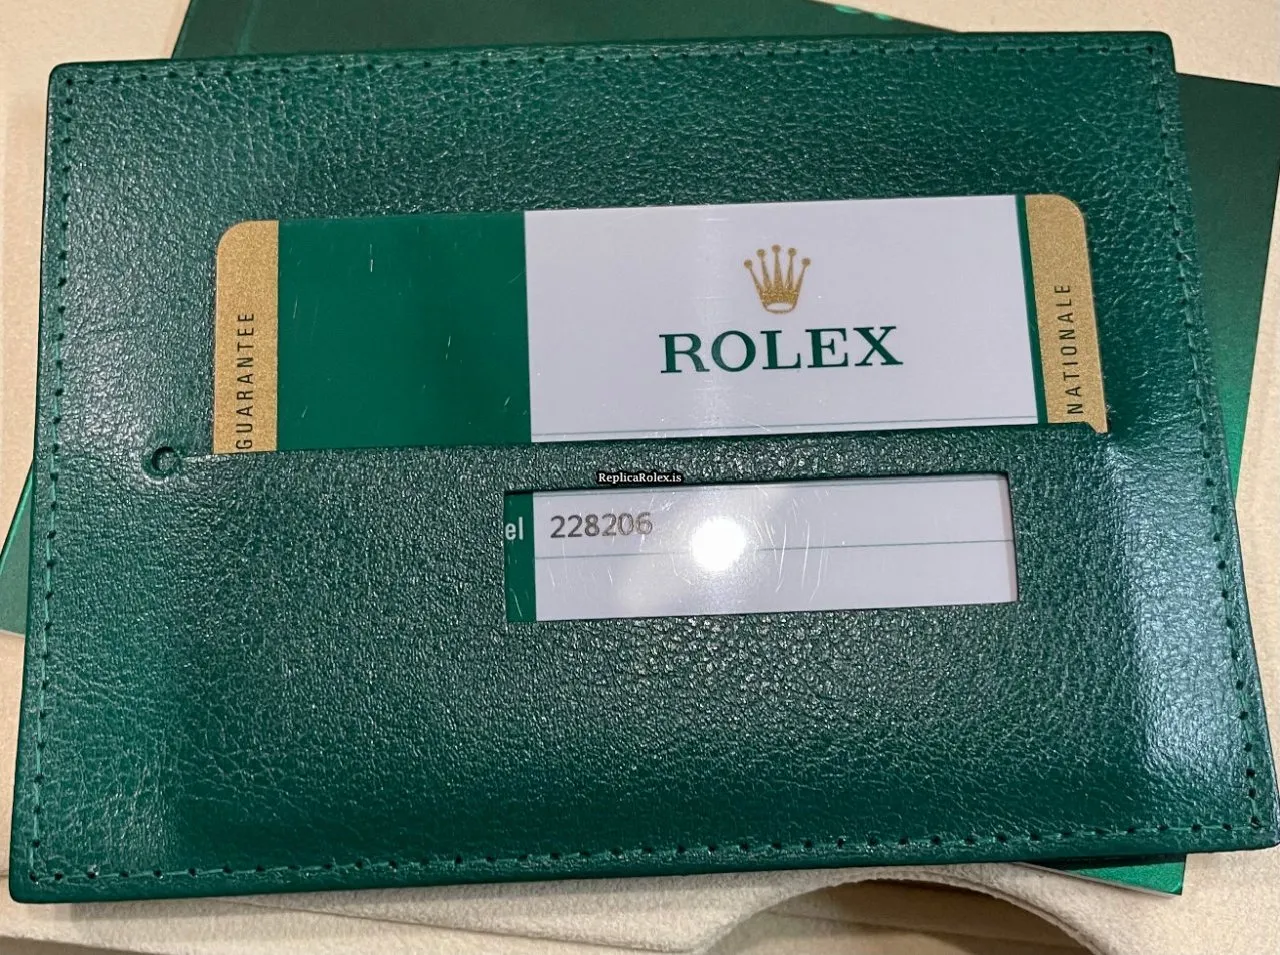 ROLEX
GUARANTEE
NATIONALE
ReplicaRolex.is
el 228206